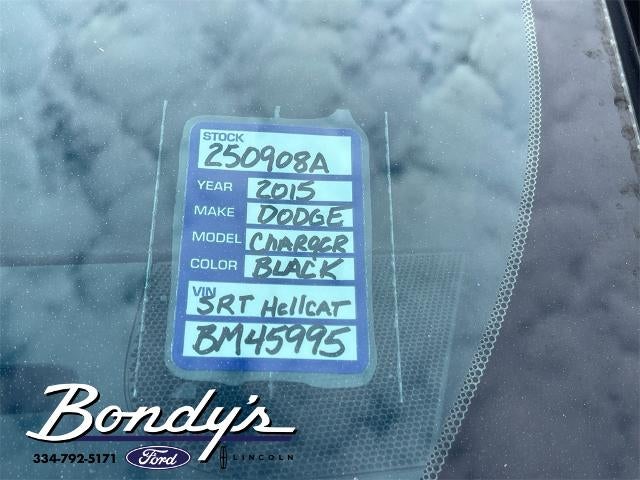 STOCK
250908A
YEAR 2015
MAKE DODGE
MODEL CHARGER
COLOR BLACK
VIN
SRT HellCAT
BM45995
Bondy's
334-792-5171 Ford LINCOLN